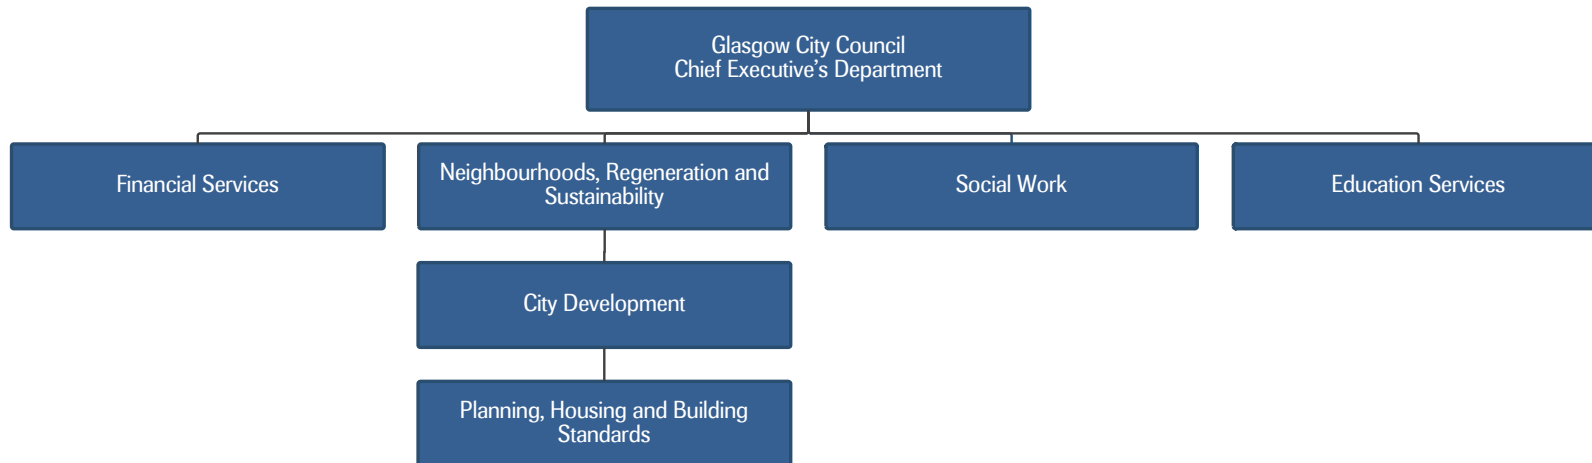 Glasgow City Council
Chief Executive's Department
Financial Services
Neighbourhoods, Regeneration and
Sustainability
Social Work
Education Services
City Development
Planning, Housing and Building
Standards